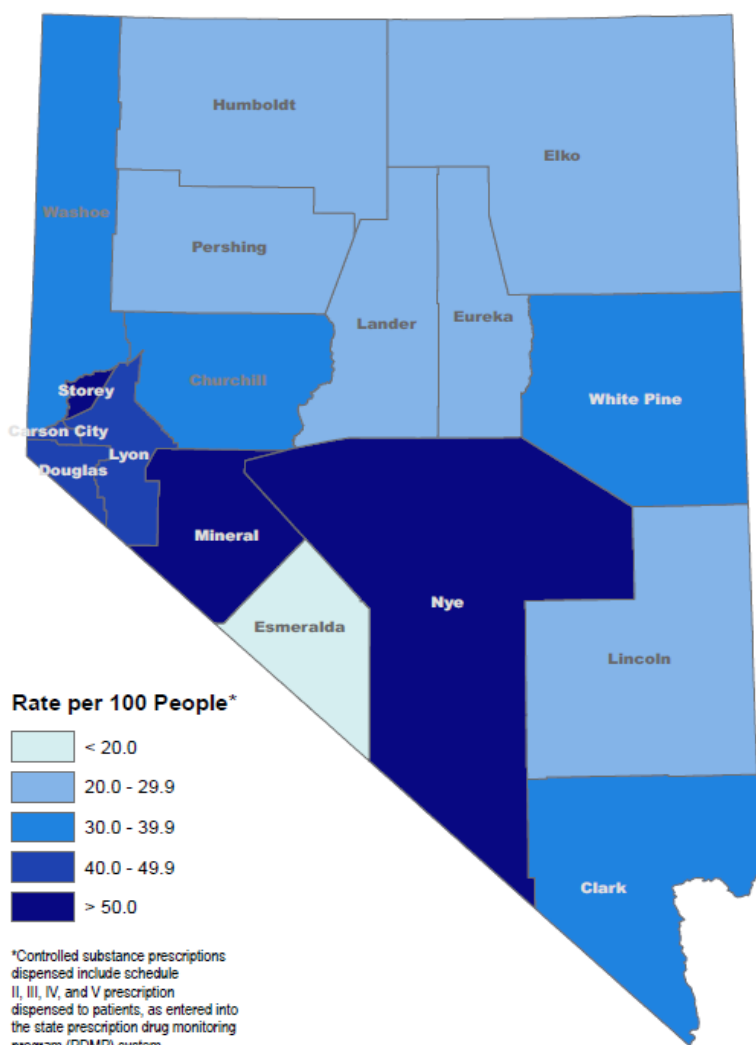 Humboldt
Elko
Washoe
Pershing
Lander
Eureka
Storey
Churchill
White Pine
Carson City
Lyon
Douglas
Mineral
Nye
Esmeralda
Lincoln
Clark
Rate per 100 People*
< 20.0
20.0 - 29.9
30.0 - 39.9
40.0 - 49.9
> 50.0
*Controlled substance prescriptions
dispensed include schedule
II, III, IV, and V prescription
dispensed to patients, as entered into
the state prescription drug monitoring
program (PDMP) system